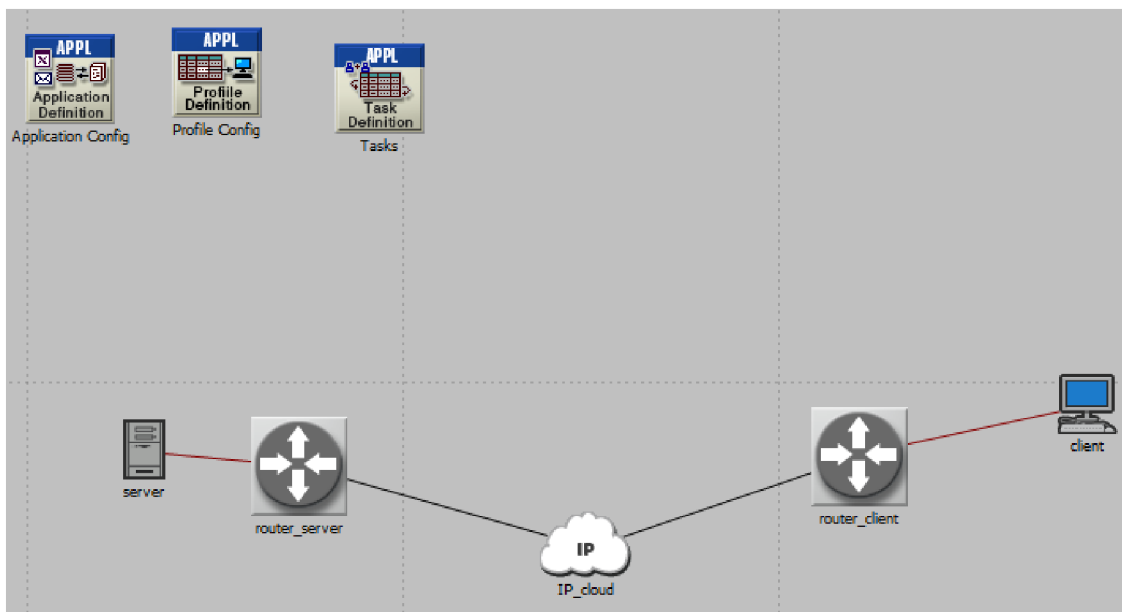 APPL
Application
Definition
Application Config
APPL
Profiile
Definition
Profile Config
APPL
Task
Definition
Tasks
server
router_server
IP
IP_cloud
router_client
client